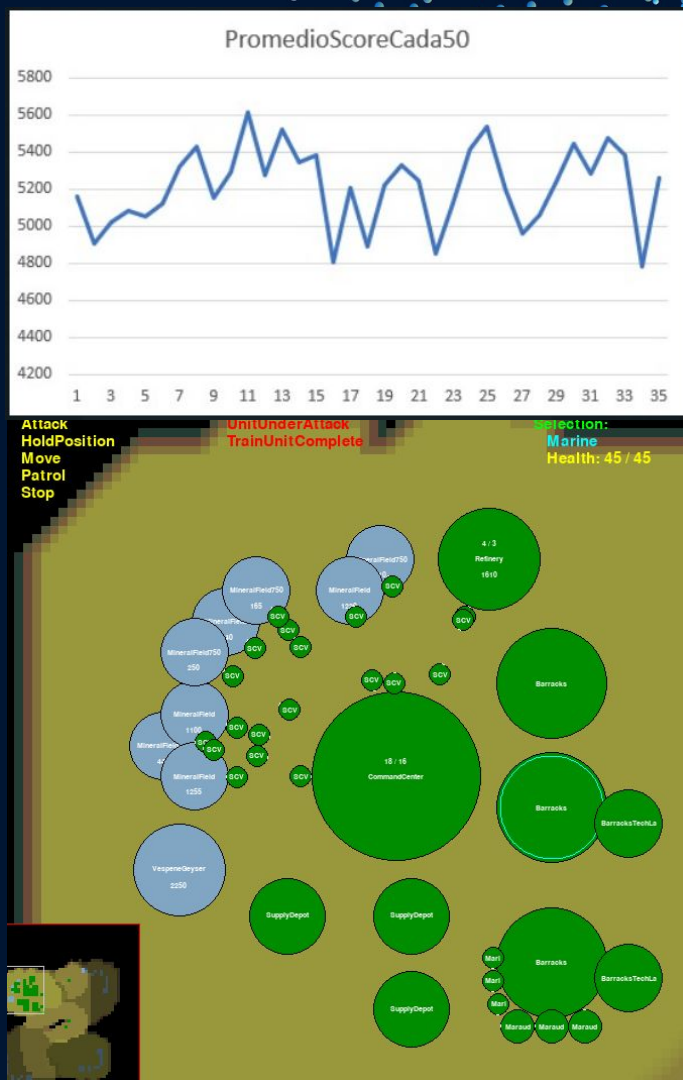 PromedioScoreCada50
5800
5600
5400
5200
5000
4800
4600
4400
4200
1 3 5 7 9 11 13 15 17 19 21 23 25 27 29 31 33 35
Attack
HoldPosition
Move
Patrol
Stop
UnitUnderAttack
TrainUnitComplete
Selection:
Marine
Health: 45 / 45
4 / 3
Refinery
1610
MineralField750
155
MineralField
SCV
SCV
SCV
SCV
SCV
SCV
SCV
MineralField750
250
SCV
SCV
SCV
SCV
Barracks
SCV
MineralField
1100
SCV
SCV
SCV
SCV
MineralField
1255
SCV
SCV
18 / 16
CommandCenter
Barracks
BarracksTechLa
VespeneGeyser
2250
SupplyDepot
SupplyDepot
Barracks
BarracksTechLa
Mari
Mari
Mari
SupplyDepot
Maraud
Maraud
Maraud